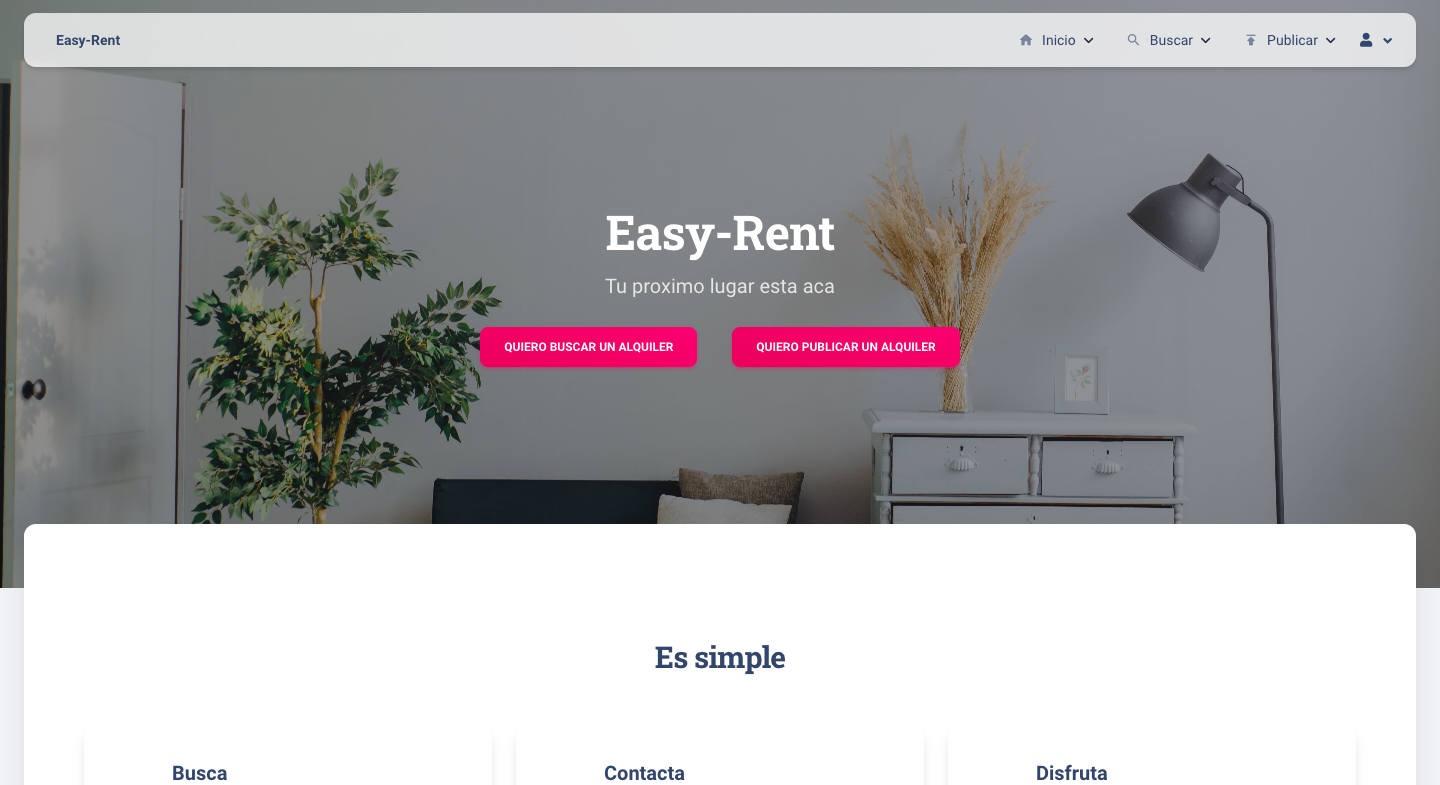 Easy-Rent
Inicio
Buscar
Publicar
Easy-Rent
Tu proximo lugar esta aca
QUIERO BUSCAR UN ALQUILER
QUIERO PUBLICAR UN ALQUILER
Es simple
Busca
Contacta
Disfruta